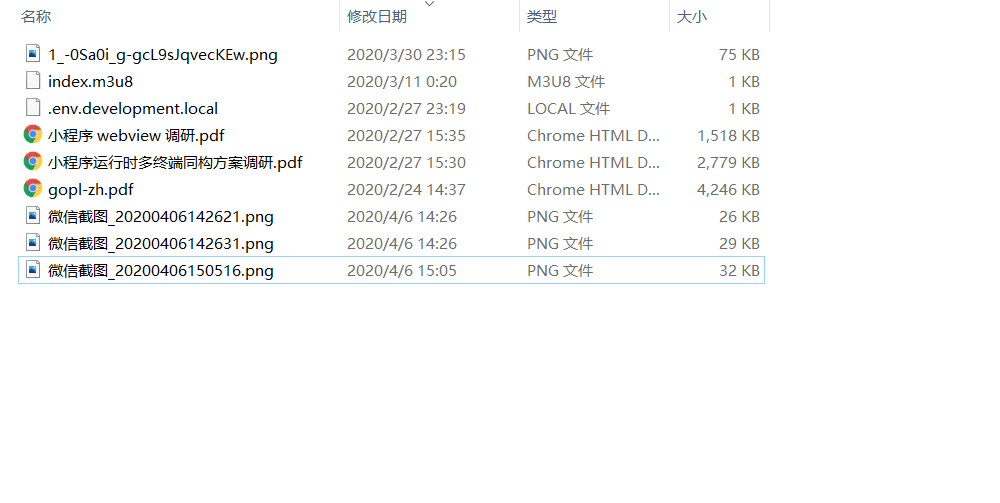 名称 修改日期 类型 大小
1_-0Sa0i_g-gcL9sJqvecKEw.png 2020/3/30 23:15 PNG 文件 75 KB
index.m3u8 2020/3/11 0:20 M3U8 文件 1 KB
.env.development.local 2020/2/27 23:19 LOCAL 文件 1 KB
小程序 webview 调研.pdf 2020/2/27 15:35 Chrome HTML D... 1,518 KB
小程序运行时多终端同构方案调研.pdf 2020/2/27 15:30 Chrome HTML D... 2,779 KB
gopl-zh.pdf 2020/2/24 14:37 Chrome HTML D... 4,246 KB
微信截图_20200406142621.png 2020/4/6 14:26 PNG 文件 26 KB
微信截图_20200406142631.png 2020/4/6 14:26 PNG 文件 29 KB
微信截图_20200406150516.png 2020/4/6 15:05 PNG 文件 32 KB